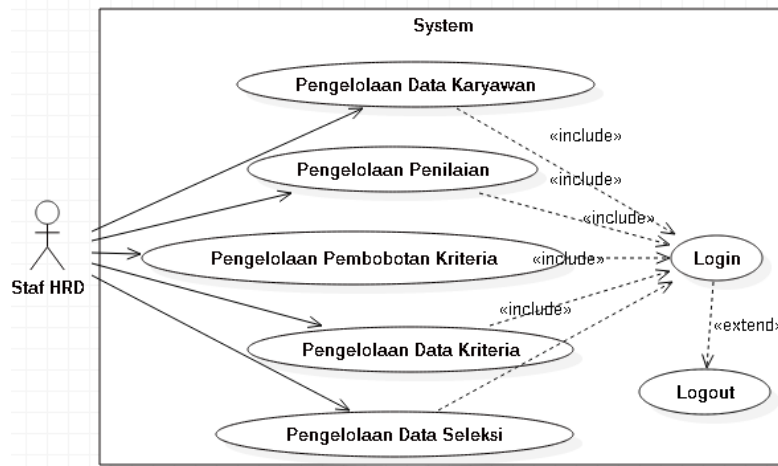 System
Pengelolaan Data Karyawan
«include»
Pengelolaan Penilaian
«include»
«include»
Pengelolaan Pembobotan Kriteria
«include»
Login
Staf HRD
«include»
«extend»
Pengelolaan Data Kriteria
Logout
Pengelolaan Data Seleksi